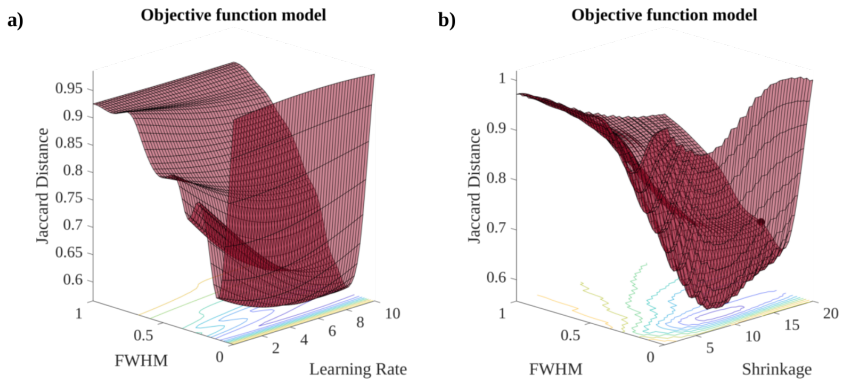 a)
Objective function model
0.95
0.9
0.85
0.8
0.75
0.7
0.65
0.6
Jaccard Distance
1
0.5
0
FWHM
2
4
6
8
10
Learning Rate
b)
Objective function model
1
0.9
0.8
0.7
0.6
Jaccard Distance
1
0.5
0
FWHM
5
10
15
20
Shrinkage